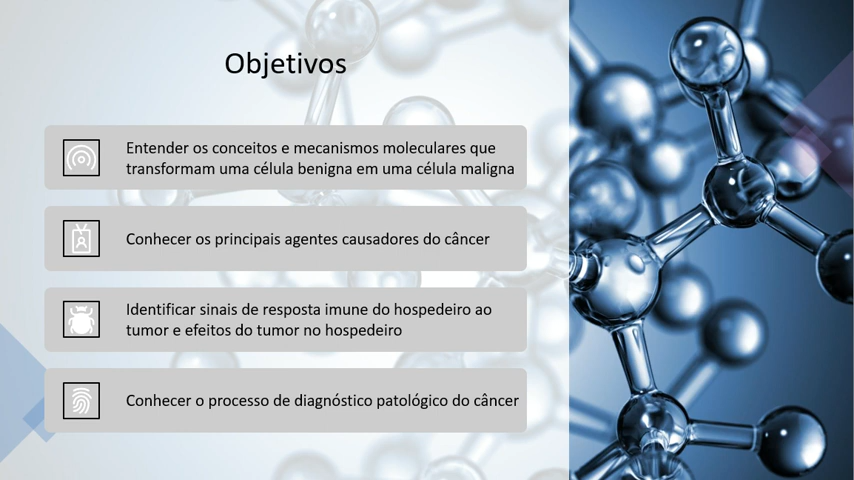 Objetivos
Entender os conceitos e mecanismos moleculares que
transformam uma célula benigna em uma célula maligna
Conhecer os principais agentes causadores do câncer
Identificar sinais de resposta imune do hospedeiro ao
tumor e efeitos do tumor no hospedeiro
Conhecer o processo de diagnóstico patológico do câncer